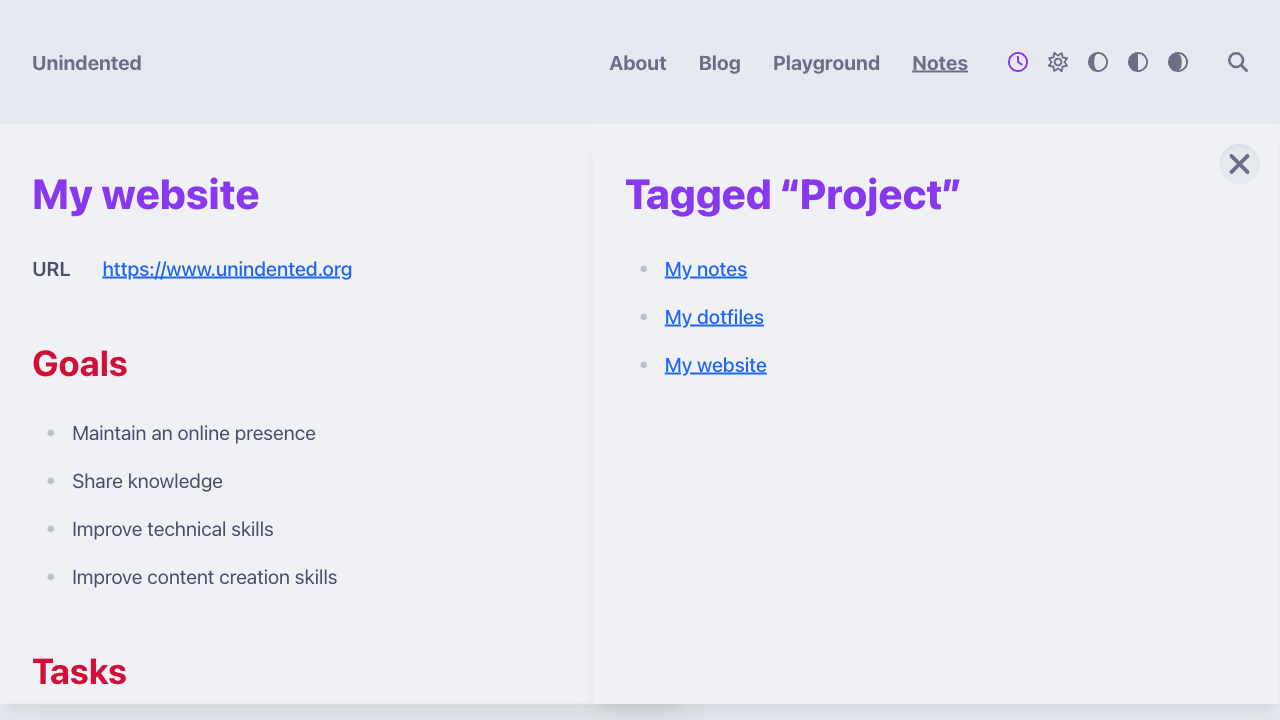 Unindented
About Blog Playground Notes
My website
URL https://www.unindented.org
Goals
Maintain an online presence
Share knowledge
Improve technical skills
Improve content creation skills
Tasks
Tagged “Project”
My notes
My dotfiles
My website